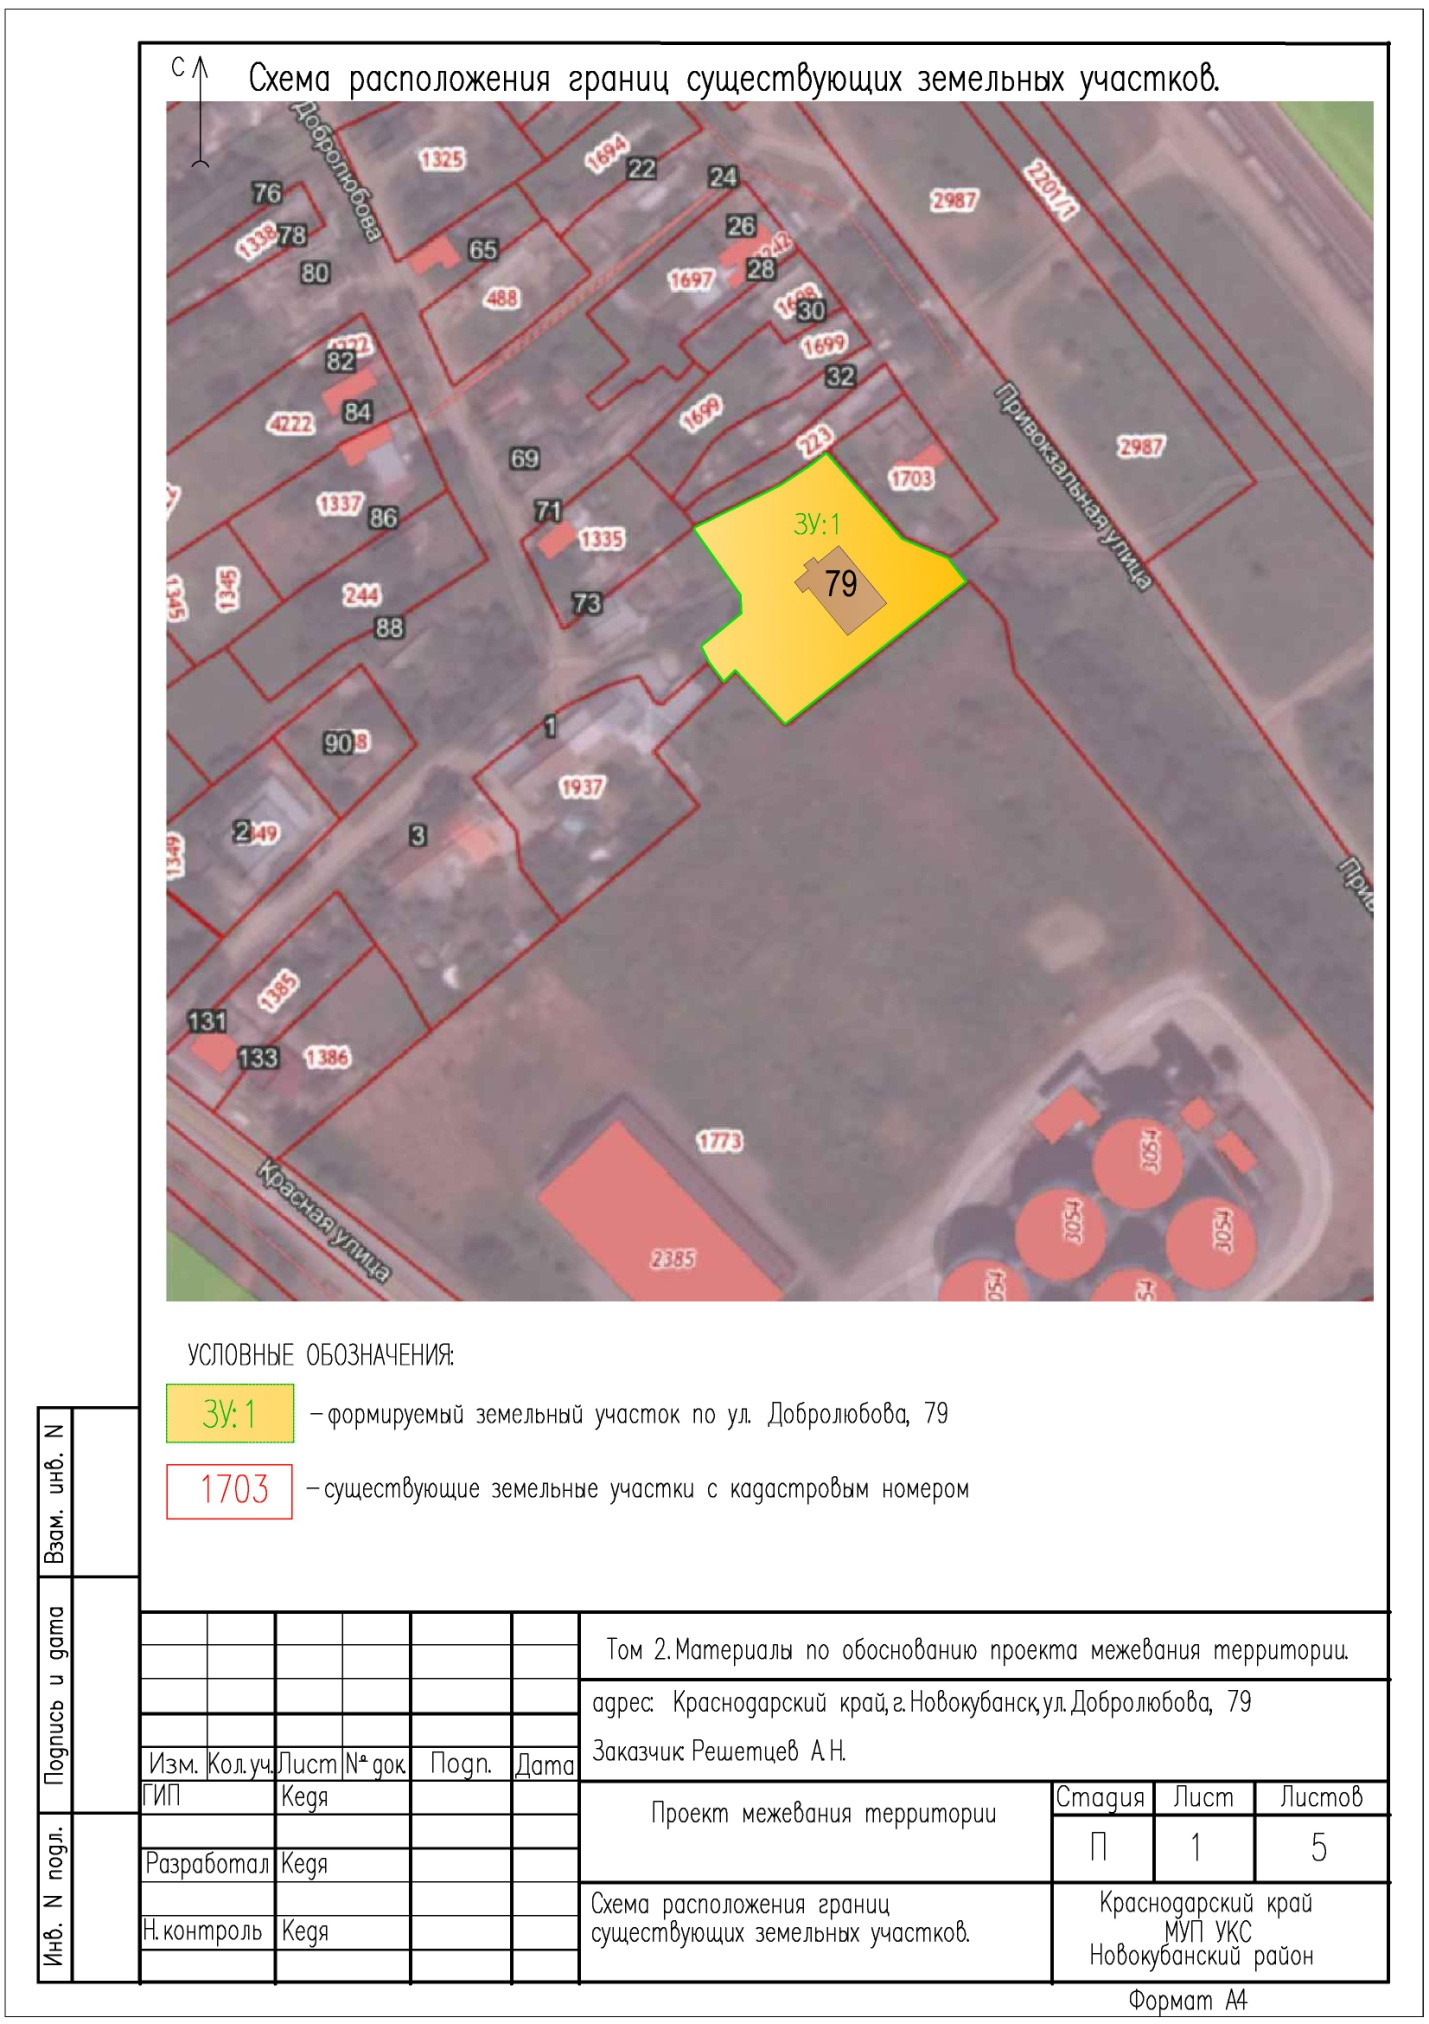 С
Схема расположения границ существующих земельных участков.
Добролюбова
1325
1694
22
24
76
1338
78
80
65
488
26
1242
28
1697
30
1699
2987
2201/1
82
84
4222
32
1699
223
1703
Привокзальная улица
2987
69
71
1335
1337
86
ЗУ:1
79
1345
1345
244
88
73
90
1
1937
2
1349
3
1385
131
133
1386
Красная улица
1773
2385
3054
3054
3054
3054
УСЛОВНЫЕ ОБОЗНАЧЕНИЯ:
ЗУ:1 – формируемый земельный участок по ул. Добролюбова, 79
1703 – существующие земельные участки с кадастровым номером
Взам. инв. N
Подпись и дата
Инв. N подл.
Том 2. Материалы по обоснованию проекта межевания территории.
адрес: Краснодарский край, г. Новокубанск, ул. Добролюбова, 79
Заказчик: Решетцев А.Н.
Изм. Кол.уч. Лист № док. Подп. Дата
ГИП Кедя
Разработал Кедя
Н. контроль Кедя
Проект межевания территории
Стадия Лист Листов
П 1 5
Схема расположения границ
существующих земельных участков.
Краснодарский край
МУП УКС
Новокубанский район
Формат А4